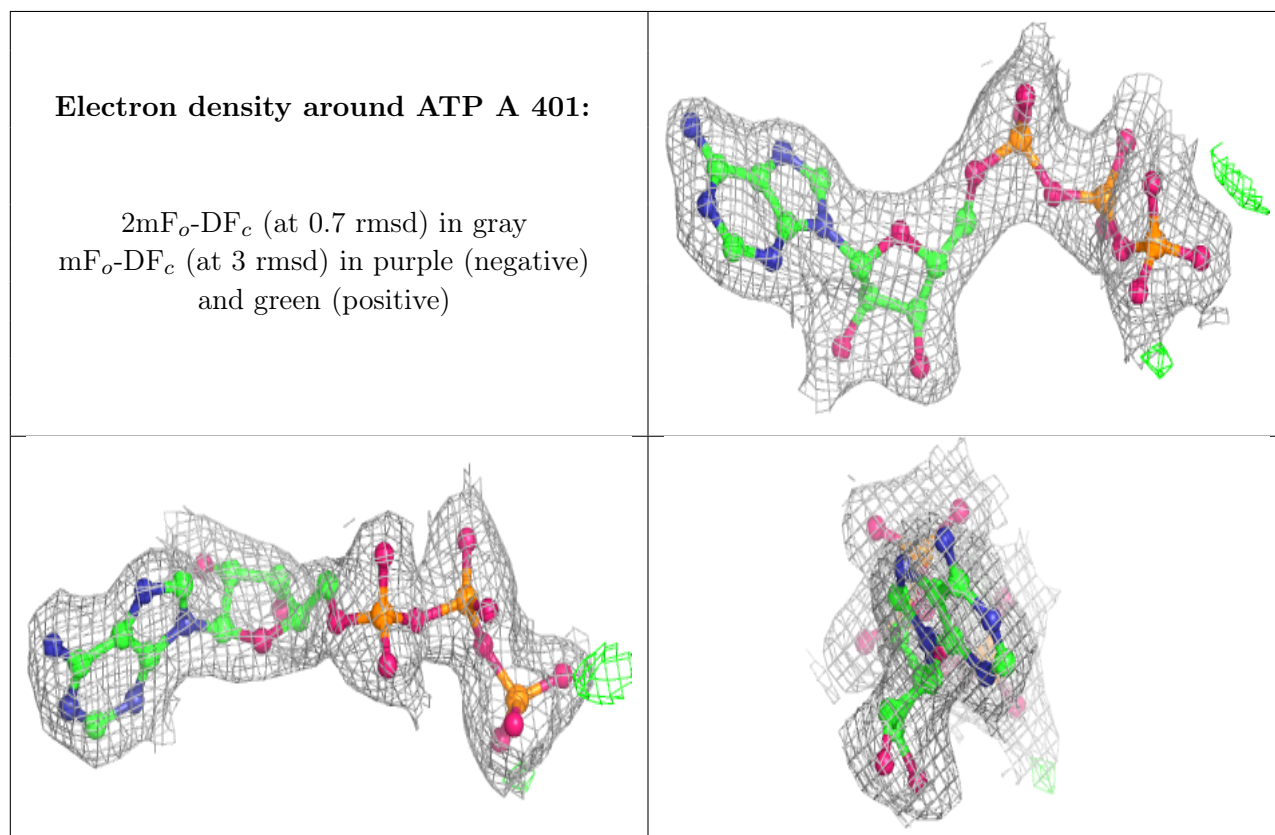 Electron density around ATP A 401:
2mFo-DFc (at 0.7 rmsd) in gray
mFo-DFc (at 3 rmsd) in purple (negative)
and green (positive)